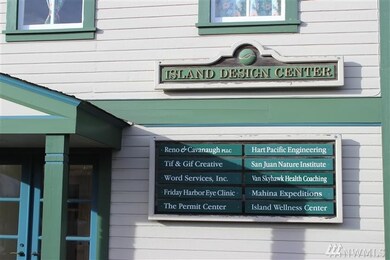 ISLAND DESIGN CENTER
Reno & Cavanaugh PLLC
Hart Pacific Engineering
Tif & Gif Creative
San Juan Nature Institute
Word Services, Inc.
Van Skyhawk Health Coaching
Friday Harbor Eye Clinic
Mahina Expeditions
The Permit Center
Island Wellness Center
NWMLS